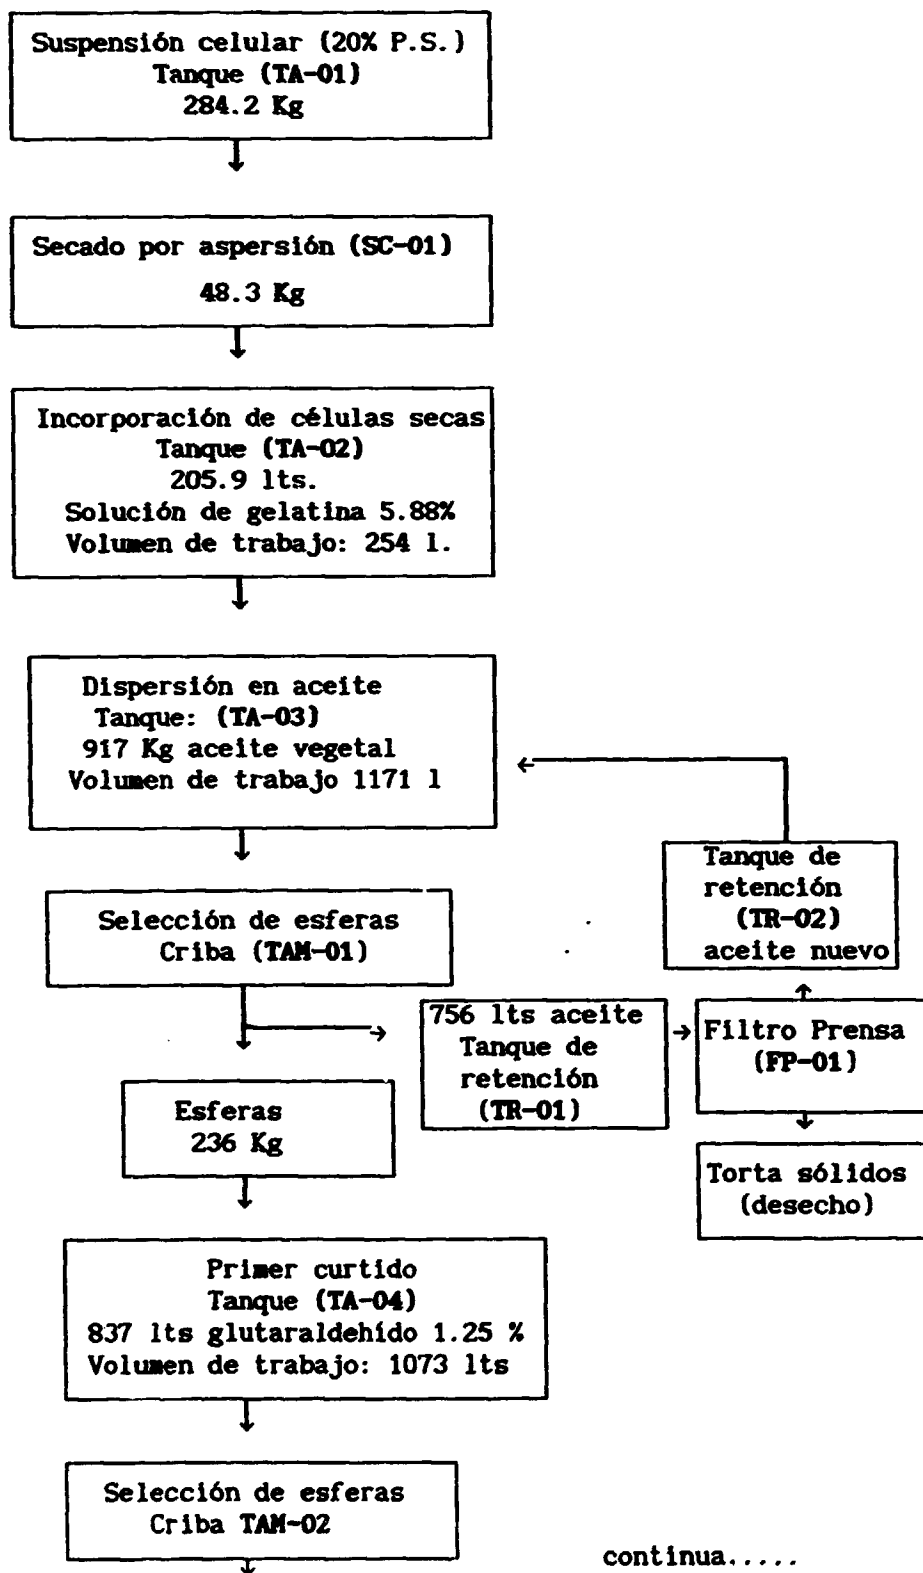 Suspensión celular (20% P.S.)
Tanque (TA-01)
284.2 Kg
Secado por aspersión (SC-01)
48.3 Kg
Incorporación de células secas
Tanque (TA-02)
205.9 lts.
Solución de gelatina 5.88%
Volumen de trabajo: 254 l.
Dispersión en aceite
Tanque: (TA-03)
917 Kg aceite vegetal
Volumen de trabajo 1171 l
Selección de esferas
Criba (TAM-01)
Tanque de
retención
(TR-02)
aceite nuevo
756 lts aceite
Tanque de
retención
(TR-01)
Filtro Prensa
(FP-01)
Torta sólidos
(desecho)
Esferas
236 Kg
Primer curtido
Tanque (TA-04)
837 lts glutaraldehído 1.25 %
Volumen de trabajo: 1073 lts
Selección de esferas
Criba TAM-02
continua.....